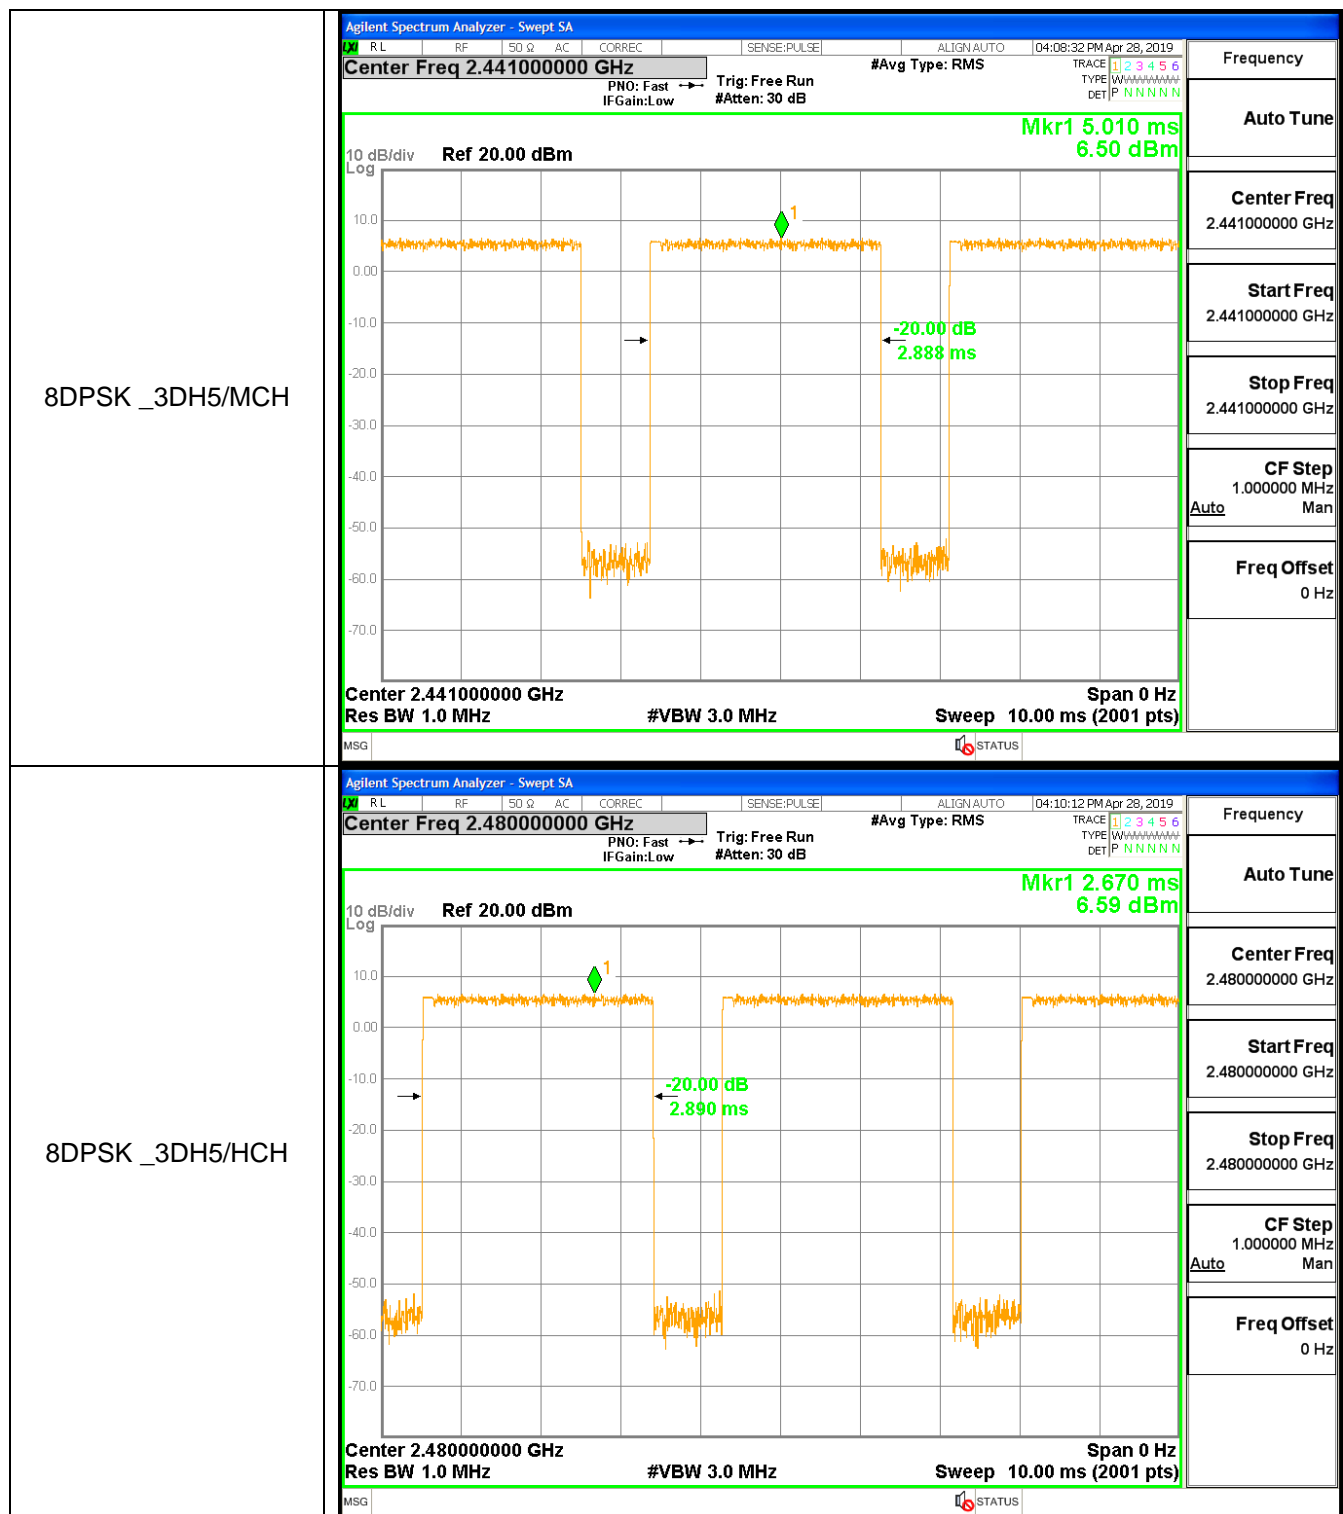 8DPSK _3DH5/MCH
Agilent Spectrum Analyzer - Swept SA
LXI RL RF 50 Ω AC CORREC SENSE:PULSE ALIGN AUTO 04:08:32 PM Apr 28, 2019
Center Freq 2.441000000 GHz #Avg Type: RMS TRACE 1 2 3 4 5 6
PNO: Fast Trig: Free Run TYPE
IFGain:Low #Atten: 30 dB DET P N N N N N
Mkr1 5.010 ms
6.50 dBm
10 dB/div Ref 20.00 dBm
Log
1
10.0
0.00
-10.0
-20.00 dB
2.888 ms
-20.0
-30.0
-40.0
-50.0
-60.0
-70.0
Center 2.441000000 GHz Span 0 Hz
Res BW 1.0 MHz #VBW 3.0 MHz Sweep 10.00 ms (2001 pts)
MSG STATUS
Frequency
Auto Tune
Center Freq
2.441000000 GHz
Start Freq
2.441000000 GHz
Stop Freq
2.441000000 GHz
CF Step
1.000000 MHz
Auto Man
Freq Offset
0 Hz
8DPSK _3DH5/HCH
Agilent Spectrum Analyzer - Swept SA
LXI RL RF 50 Ω AC CORREC SENSE:PULSE ALIGN AUTO 04:10:12 PM Apr 28, 2019
Center Freq 2.480000000 GHz #Avg Type: RMS TRACE 1 2 3 4 5 6
PNO: Fast Trig: Free Run TYPE
IFGain:Low #Atten: 30 dB DET P N N N N N
Mkr1 2.670 ms
6.59 dBm
10 dB/div Ref 20.00 dBm
Log
1
10.0
0.00
-10.0
-20.00 dB
2.890 ms
-20.0
-30.0
-40.0
-50.0
-60.0
-70.0
Center 2.480000000 GHz Span 0 Hz
Res BW 1.0 MHz #VBW 3.0 MHz Sweep 10.00 ms (2001 pts)
MSG STATUS
Frequency
Auto Tune
Center Freq
2.480000000 GHz
Start Freq
2.480000000 GHz
Stop Freq
2.480000000 GHz
CF Step
1.000000 MHz
Auto Man
Freq Offset
0 Hz